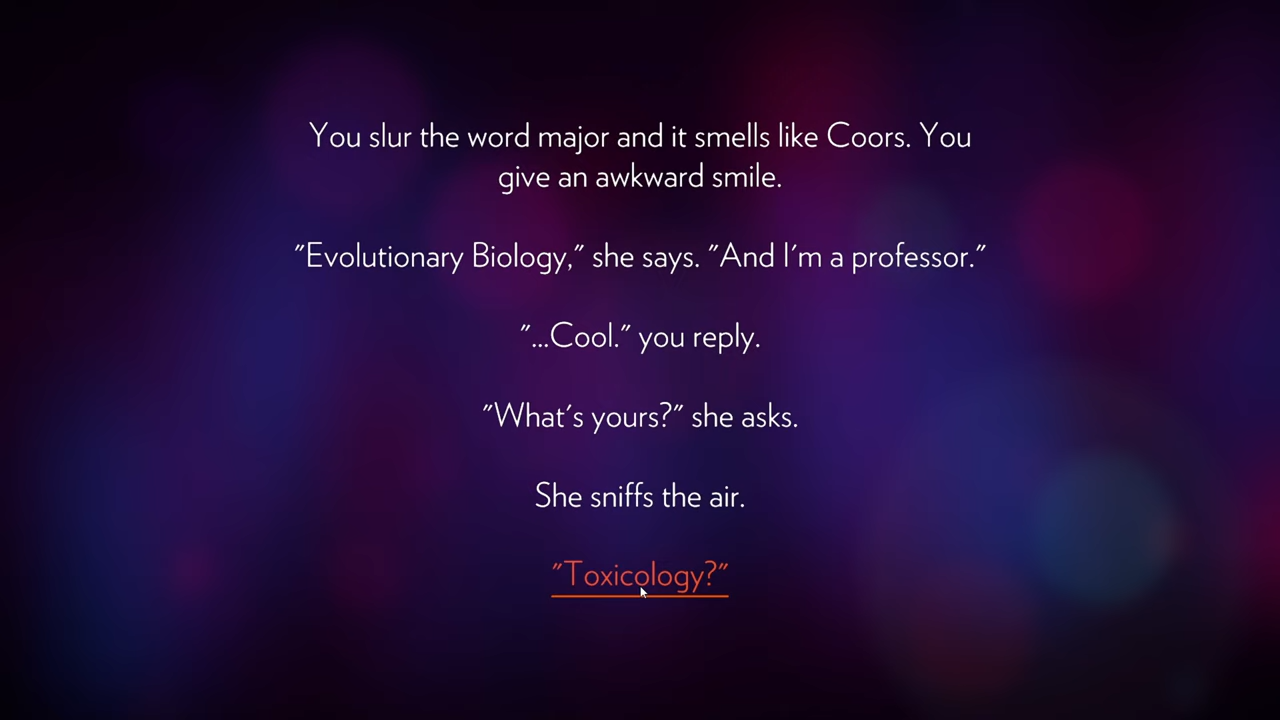 You slur the word major and it smells like Coors. You
give an awkward smile.
"Evolutionary Biology," she says. "And I'm a professor."
"...Cool." you reply.
"What's yours?" she asks.
She sniffs the air.
"Toxicology?"